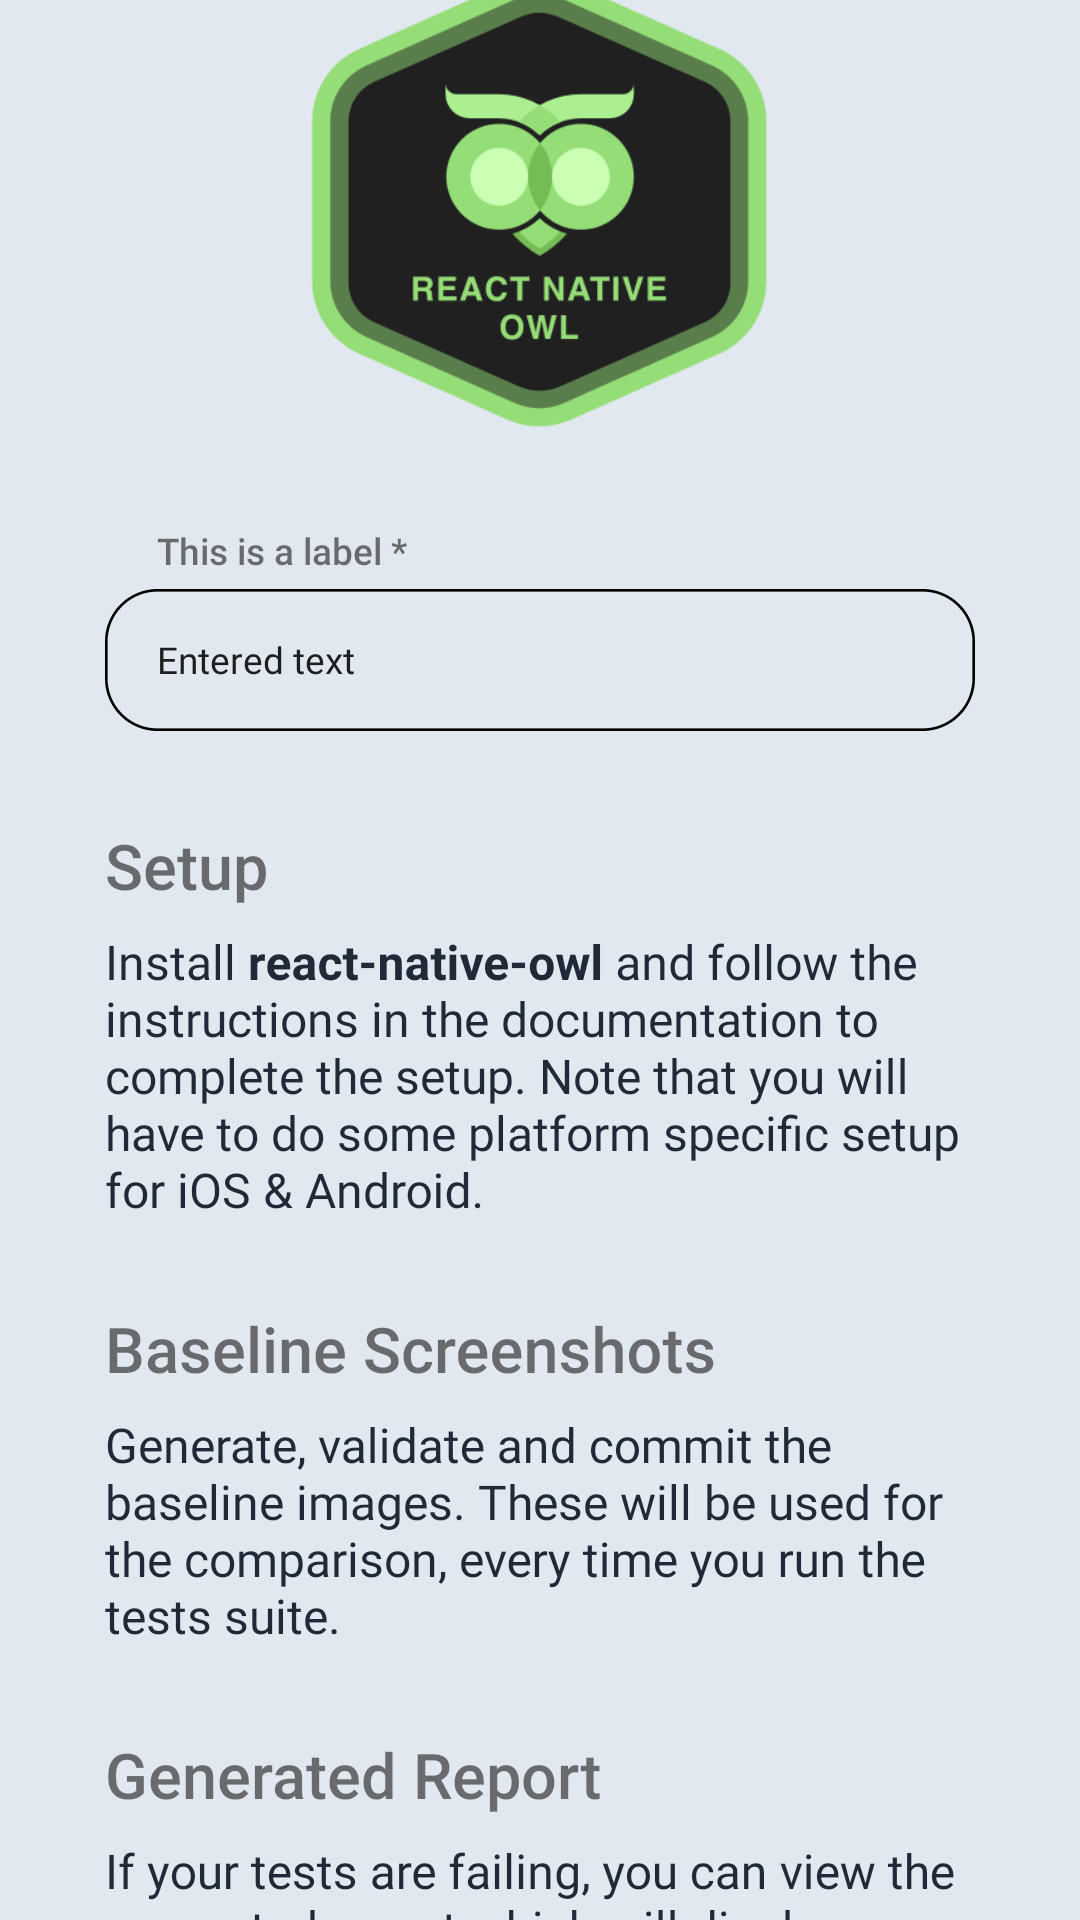 REACT NATIVE
OWL
This is a label *
Entered text
Setup
Install react-native-owl and follow the
instructions in the documentation to
complete the setup. Note that you will
have to do some platform specific setup
for iOS & Android.
Baseline Screenshots
Generate, validate and commit the
baseline images. These will be used for
the comparison, every time you run the
tests suite.
Generated Report
If your tests are failing, you can view the